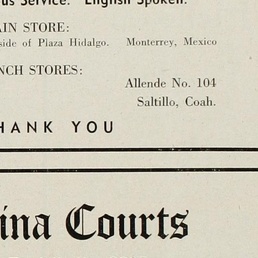 us Service. English Spoken.
AIN STORE:
side of Plaza Hidalgo. Monterrey, Mexico
NCH STORES:
Allende No. 104
Saltillo, Coah.
HANK YOU
ina Courts